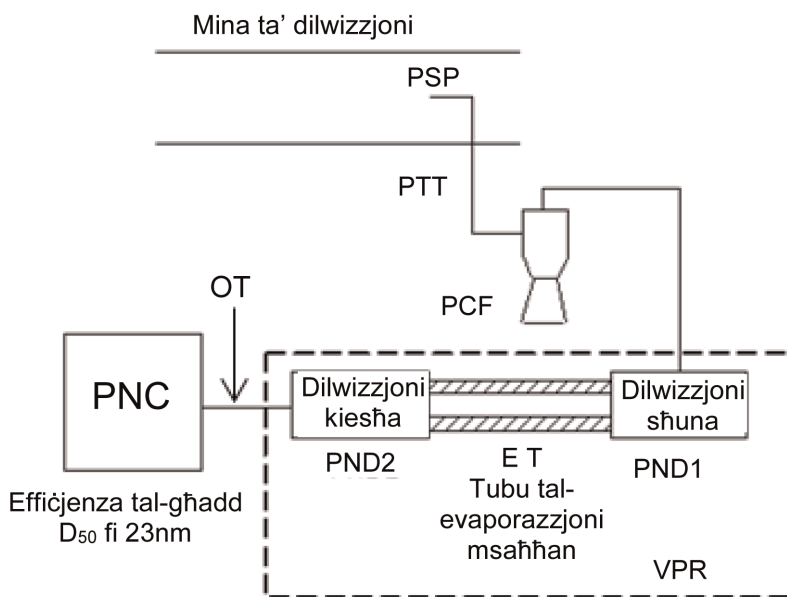 Mina ta' dilwizzjoni
PSP
PTT
PCF
OT
PNC
Dilwizzjoni
kiesħa
Dilwizzjoni
sħuna
PND2
E T
Tubu tal-
evaporazzjoni
msaħħan
PND1
Effiċjenza tal-għadd
D₅₀ fi 23nm
VPR